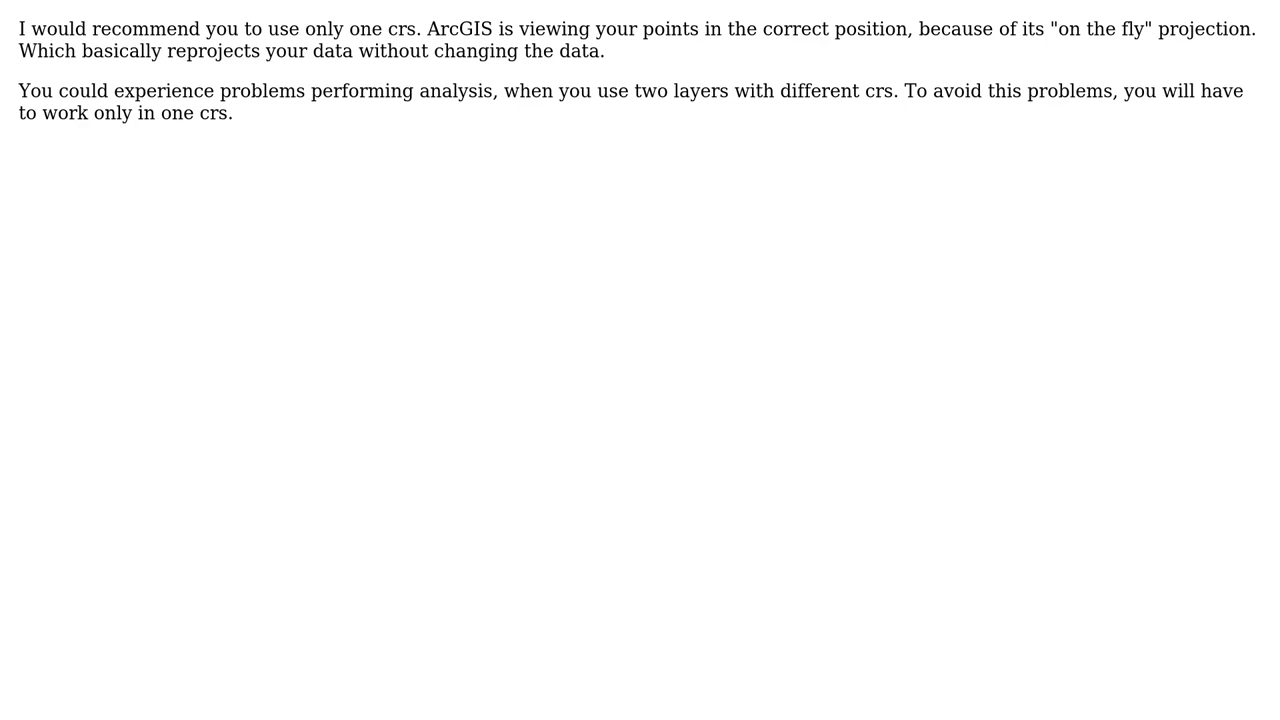 I would recommend you to use only one crs. ArcGIS is viewing your points in the correct position, because of its "on the fly" projection.
Which basically reprojects your data without changing the data.
You could experience problems performing analysis, when you use two layers with different crs. To avoid this problems, you will have
to work only in one crs.